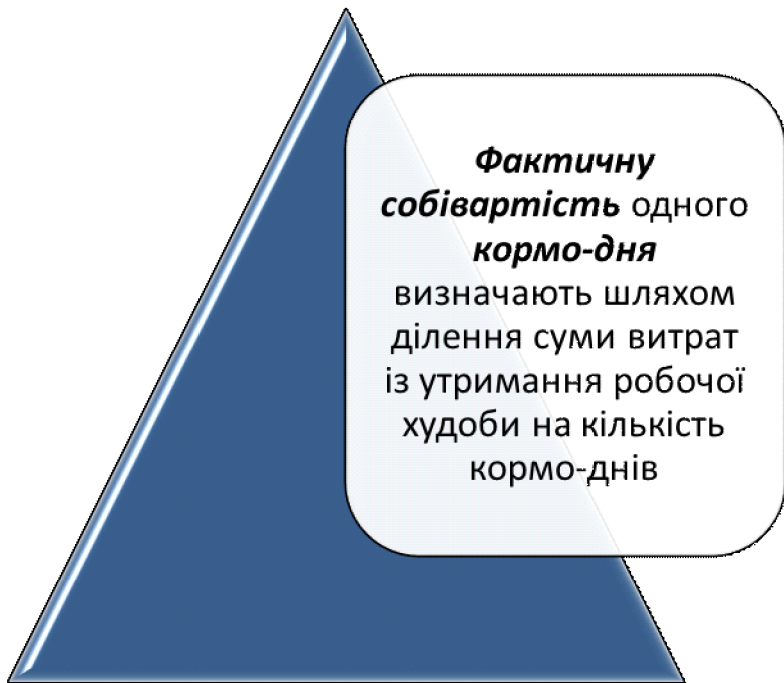 Фактичну
собівартість одного
кормо-дня
визначають шляхом
ділення суми витрат
із утримання робочої
худоби на кількість
кормо-днів